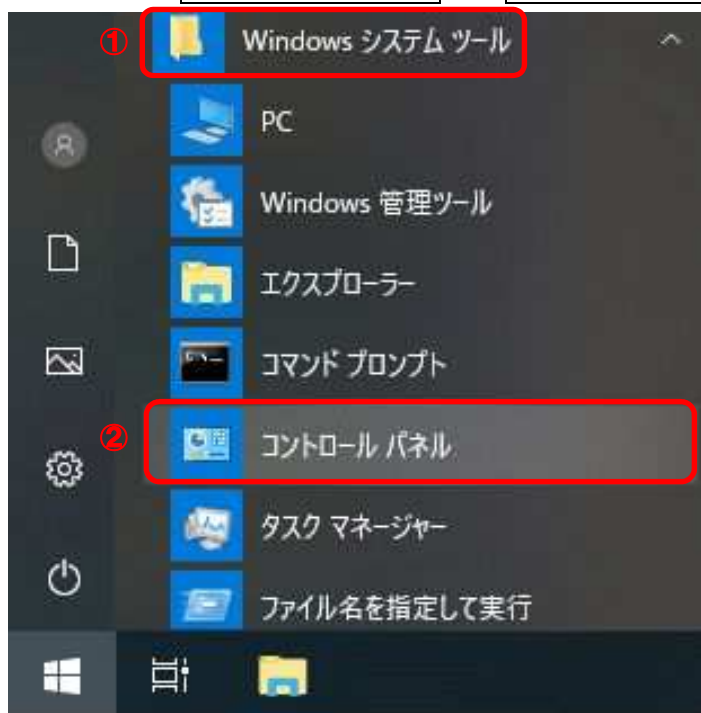 ① Windows システム ツール
PC
Windows 管理ツール
エクスプローラー
コマンド プロンプト
② コントロール パネル
タスク マネージャー
ファイル名を指定して実行